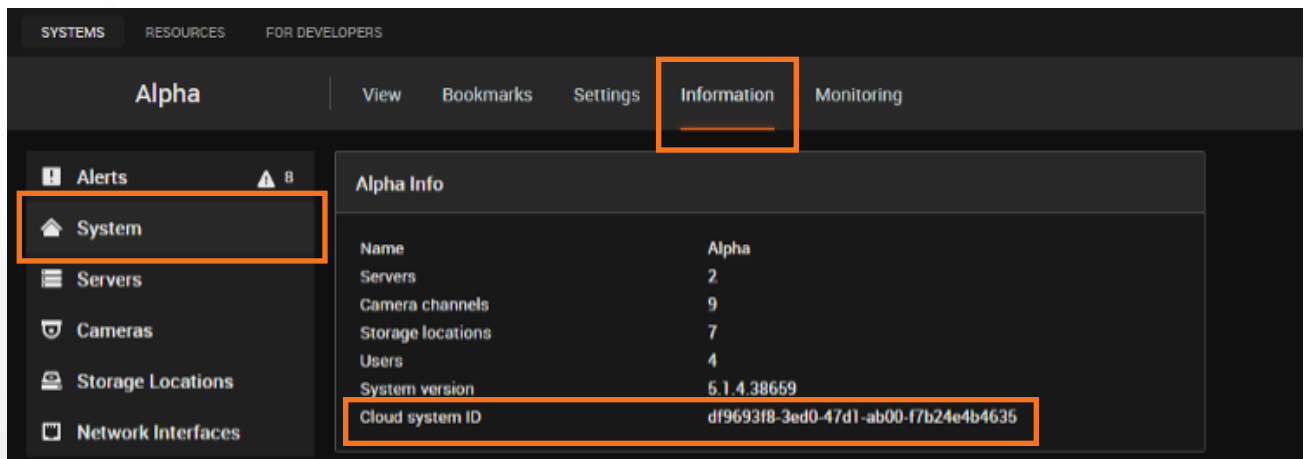 SYSTEMS RESOURCES FOR DEVELOPERS
Alpha View Bookmarks Settings Information Monitoring
Alerts 8
System
Servers
Cameras
Storage Locations
Network Interfaces
Alpha Info
Name Alpha
Servers 2
Camera channels 9
Storage locations 7
Users 4
System version 5.1.4.38659
Cloud system ID df9693f8-3ed0-47d1-ab00-f7b24e4b4635